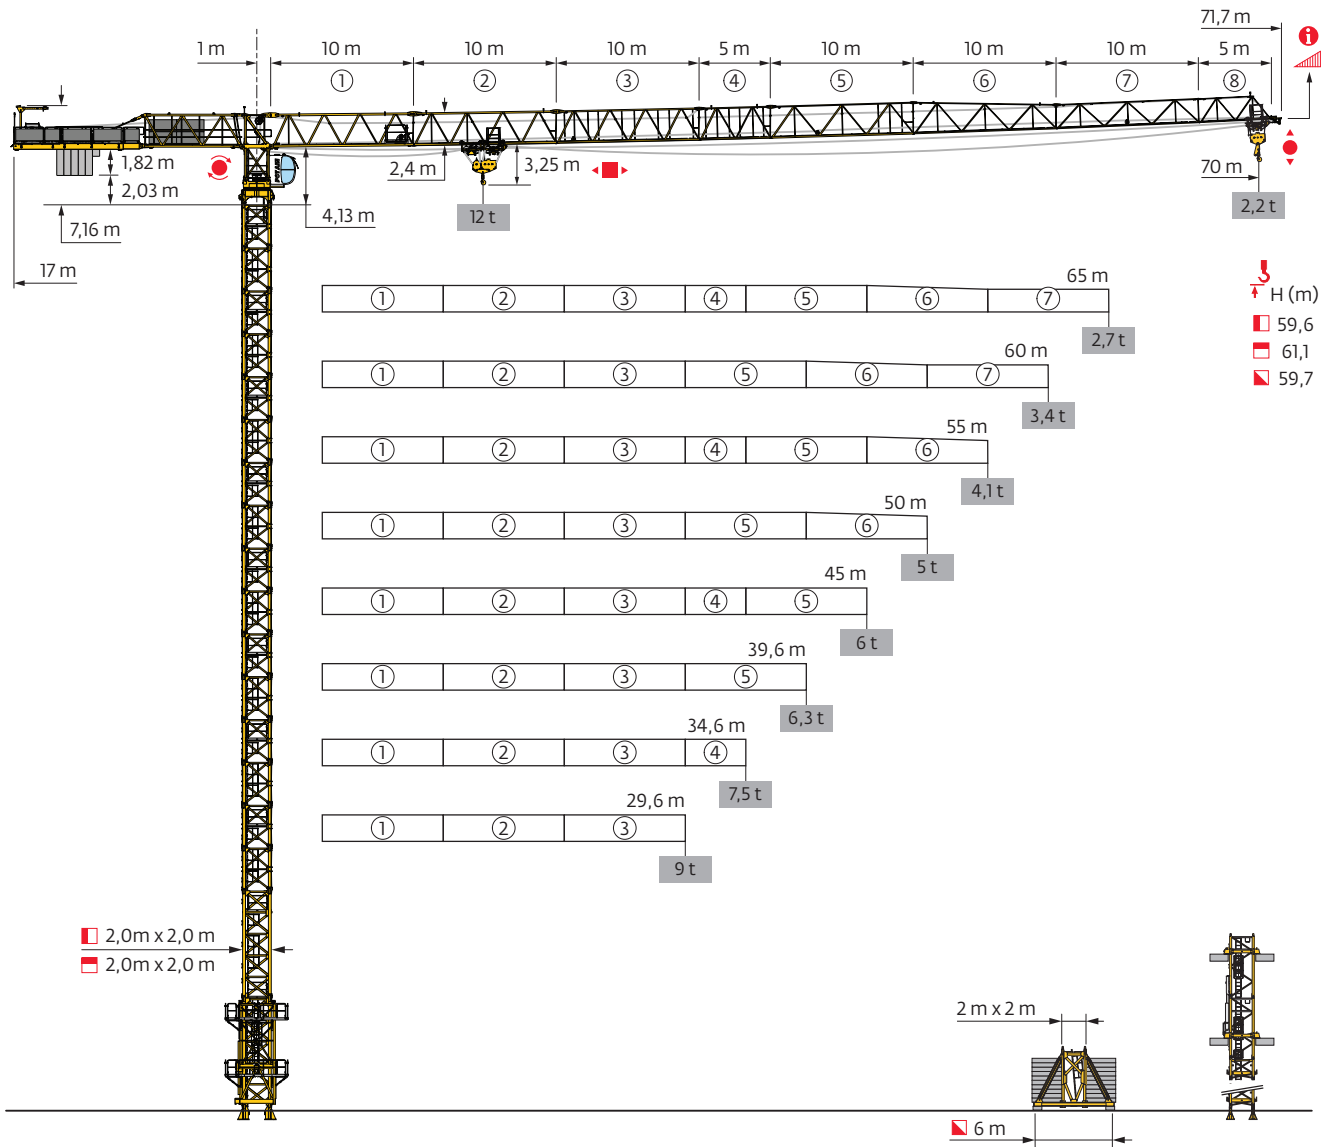 71,7 m
1 m 10 m 10 m 10 m 5 m 10 m 10 m 10 m 5 m
1 2 3 4 5 6 7 8
i
POTAIN
1,82 m
2,4 m
3,25 m
70 m
2,03 m
4,13 m
12 t
2,2 t
7,16 m
17 m
65 m
1 2 3 4 5 6 7
2,7 t
H (m)
59,6
61,1
59,7
60 m
1 2 3 5 6 7
3,4 t
55 m
1 2 3 4 5 6
4,1 t
50 m
1 2 3 5 6
5 t
45 m
1 2 3 4 5
6 t
39,6 m
1 2 3 5
6,3 t
34,6 m
1 2 3 4
7,5 t
29,6 m
1 2 3
9 t
2,0m x 2,0 m
2,0m x 2,0 m
2 m x 2 m
6 m